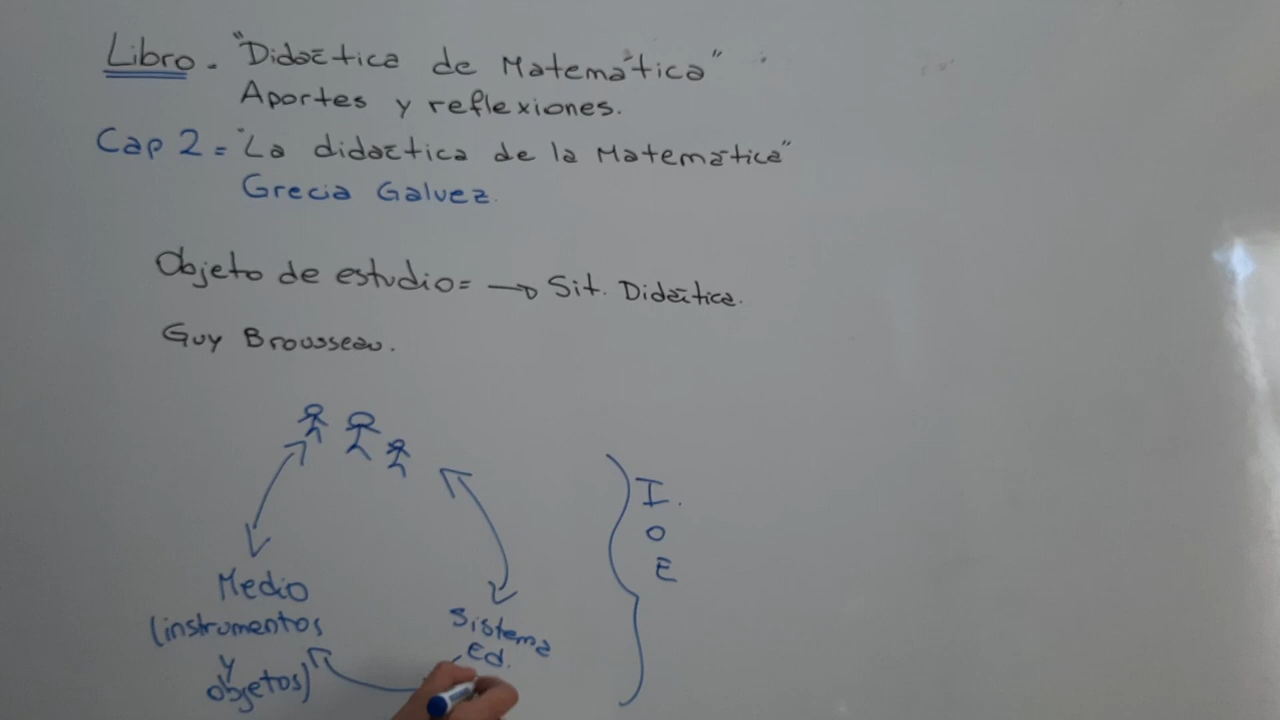 Libro. "Didáctica de Matemática"
Aportes y reflexiones.
Cap 2 = "La didáctica de la Matemática"
Grecia Galvez.
Objeto de estudio = → Sit. Didáctica.
Guy Brousseau.
I.
O
E
Medio
(instrumentos
y
objetos)
Sistema
Ed.